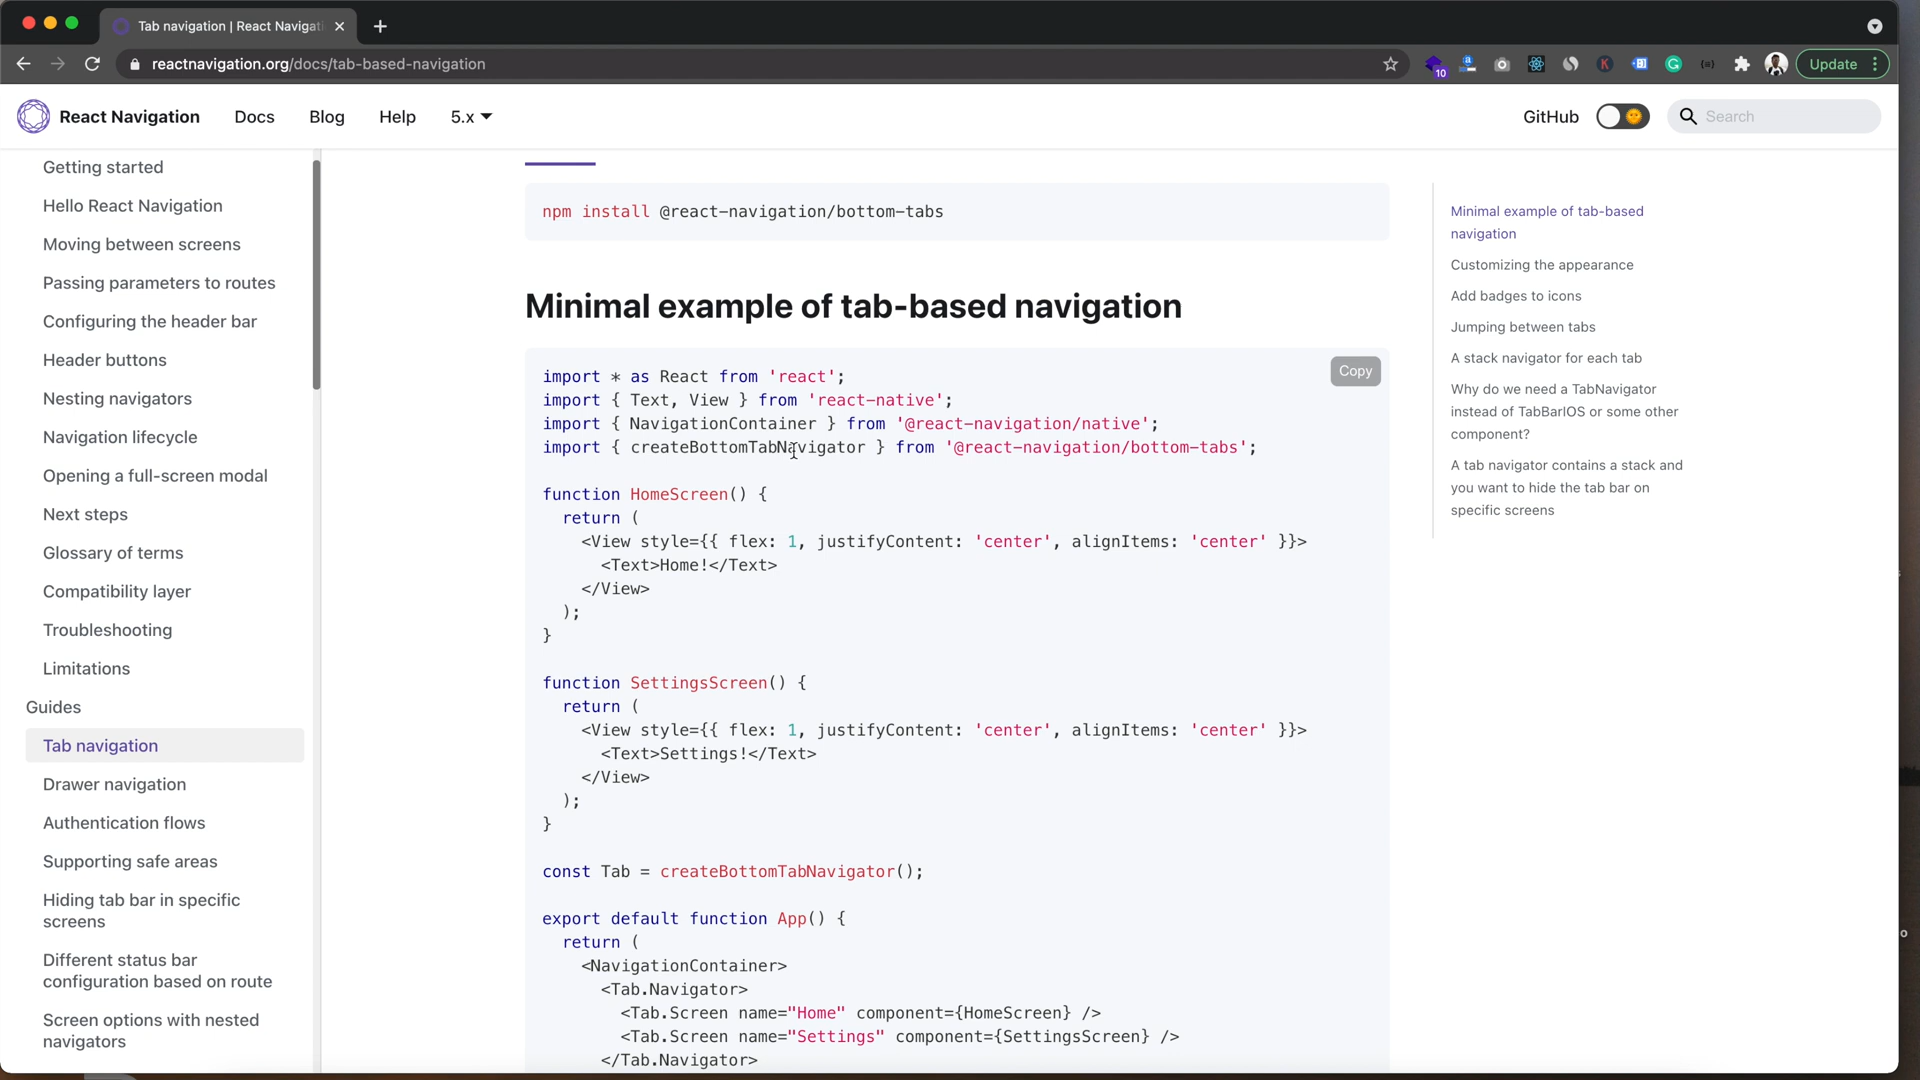 Tab navigation | React Navigati
reactnavigation.org/docs/tab-based-navigation
10
Update
React Navigation
Docs
Blog
Help
5.x
GitHub
Search
Getting started
Hello React Navigation
Moving between screens
Passing parameters to routes
Configuring the header bar
Header buttons
Nesting navigators
Navigation lifecycle
Opening a full-screen modal
Next steps
Glossary of terms
Compatibility layer
Troubleshooting
Limitations
Guides
Tab navigation
Drawer navigation
Authentication flows
Supporting safe areas
Hiding tab bar in specific
screens
Different status bar
configuration based on route
Screen options with nested
navigators
npm install @react-navigation/bottom-tabs
Minimal example of tab-based navigation
Copy
import * as React from 'react';
import { Text, View } from 'react-native';
import { NavigationContainer } from '@react-navigation/native';
import { createBottomTabNavigator } from '@react-navigation/bottom-tabs';
function HomeScreen() {
return (
<View style={{ flex: 1, justifyContent: 'center', alignItems: 'center' }}>
<Text>Home!</Text>
</View>
);
}
function SettingsScreen() {
return (
<View style={{ flex: 1, justifyContent: 'center', alignItems: 'center' }}>
<Text>Settings!</Text>
</View>
);
}
const Tab = createBottomTabNavigator();
export default function App() {
return (
<NavigationContainer>
<Tab.Navigator>
<Tab.Screen name="Home" component={HomeScreen} />
<Tab.Screen name="Settings" component={SettingsScreen} />
</Tab.Navigator>
Minimal example of tab-based
navigation
Customizing the appearance
Add badges to icons
Jumping between tabs
A stack navigator for each tab
Why do we need a TabNavigator
instead of TabBarIOS or some other
component?
A tab navigator contains a stack and
you want to hide the tab bar on
specific screens